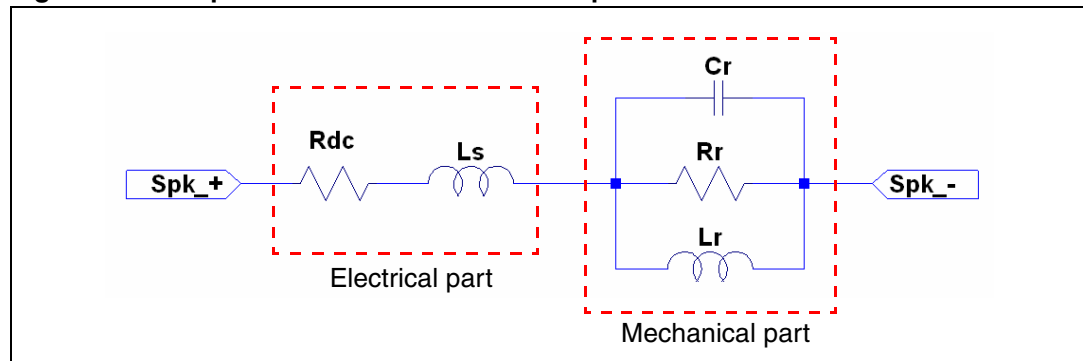 Cr
Rdc
Ls
Rr
Spk_+
Spk_-
Lr
Electrical part
Mechanical part